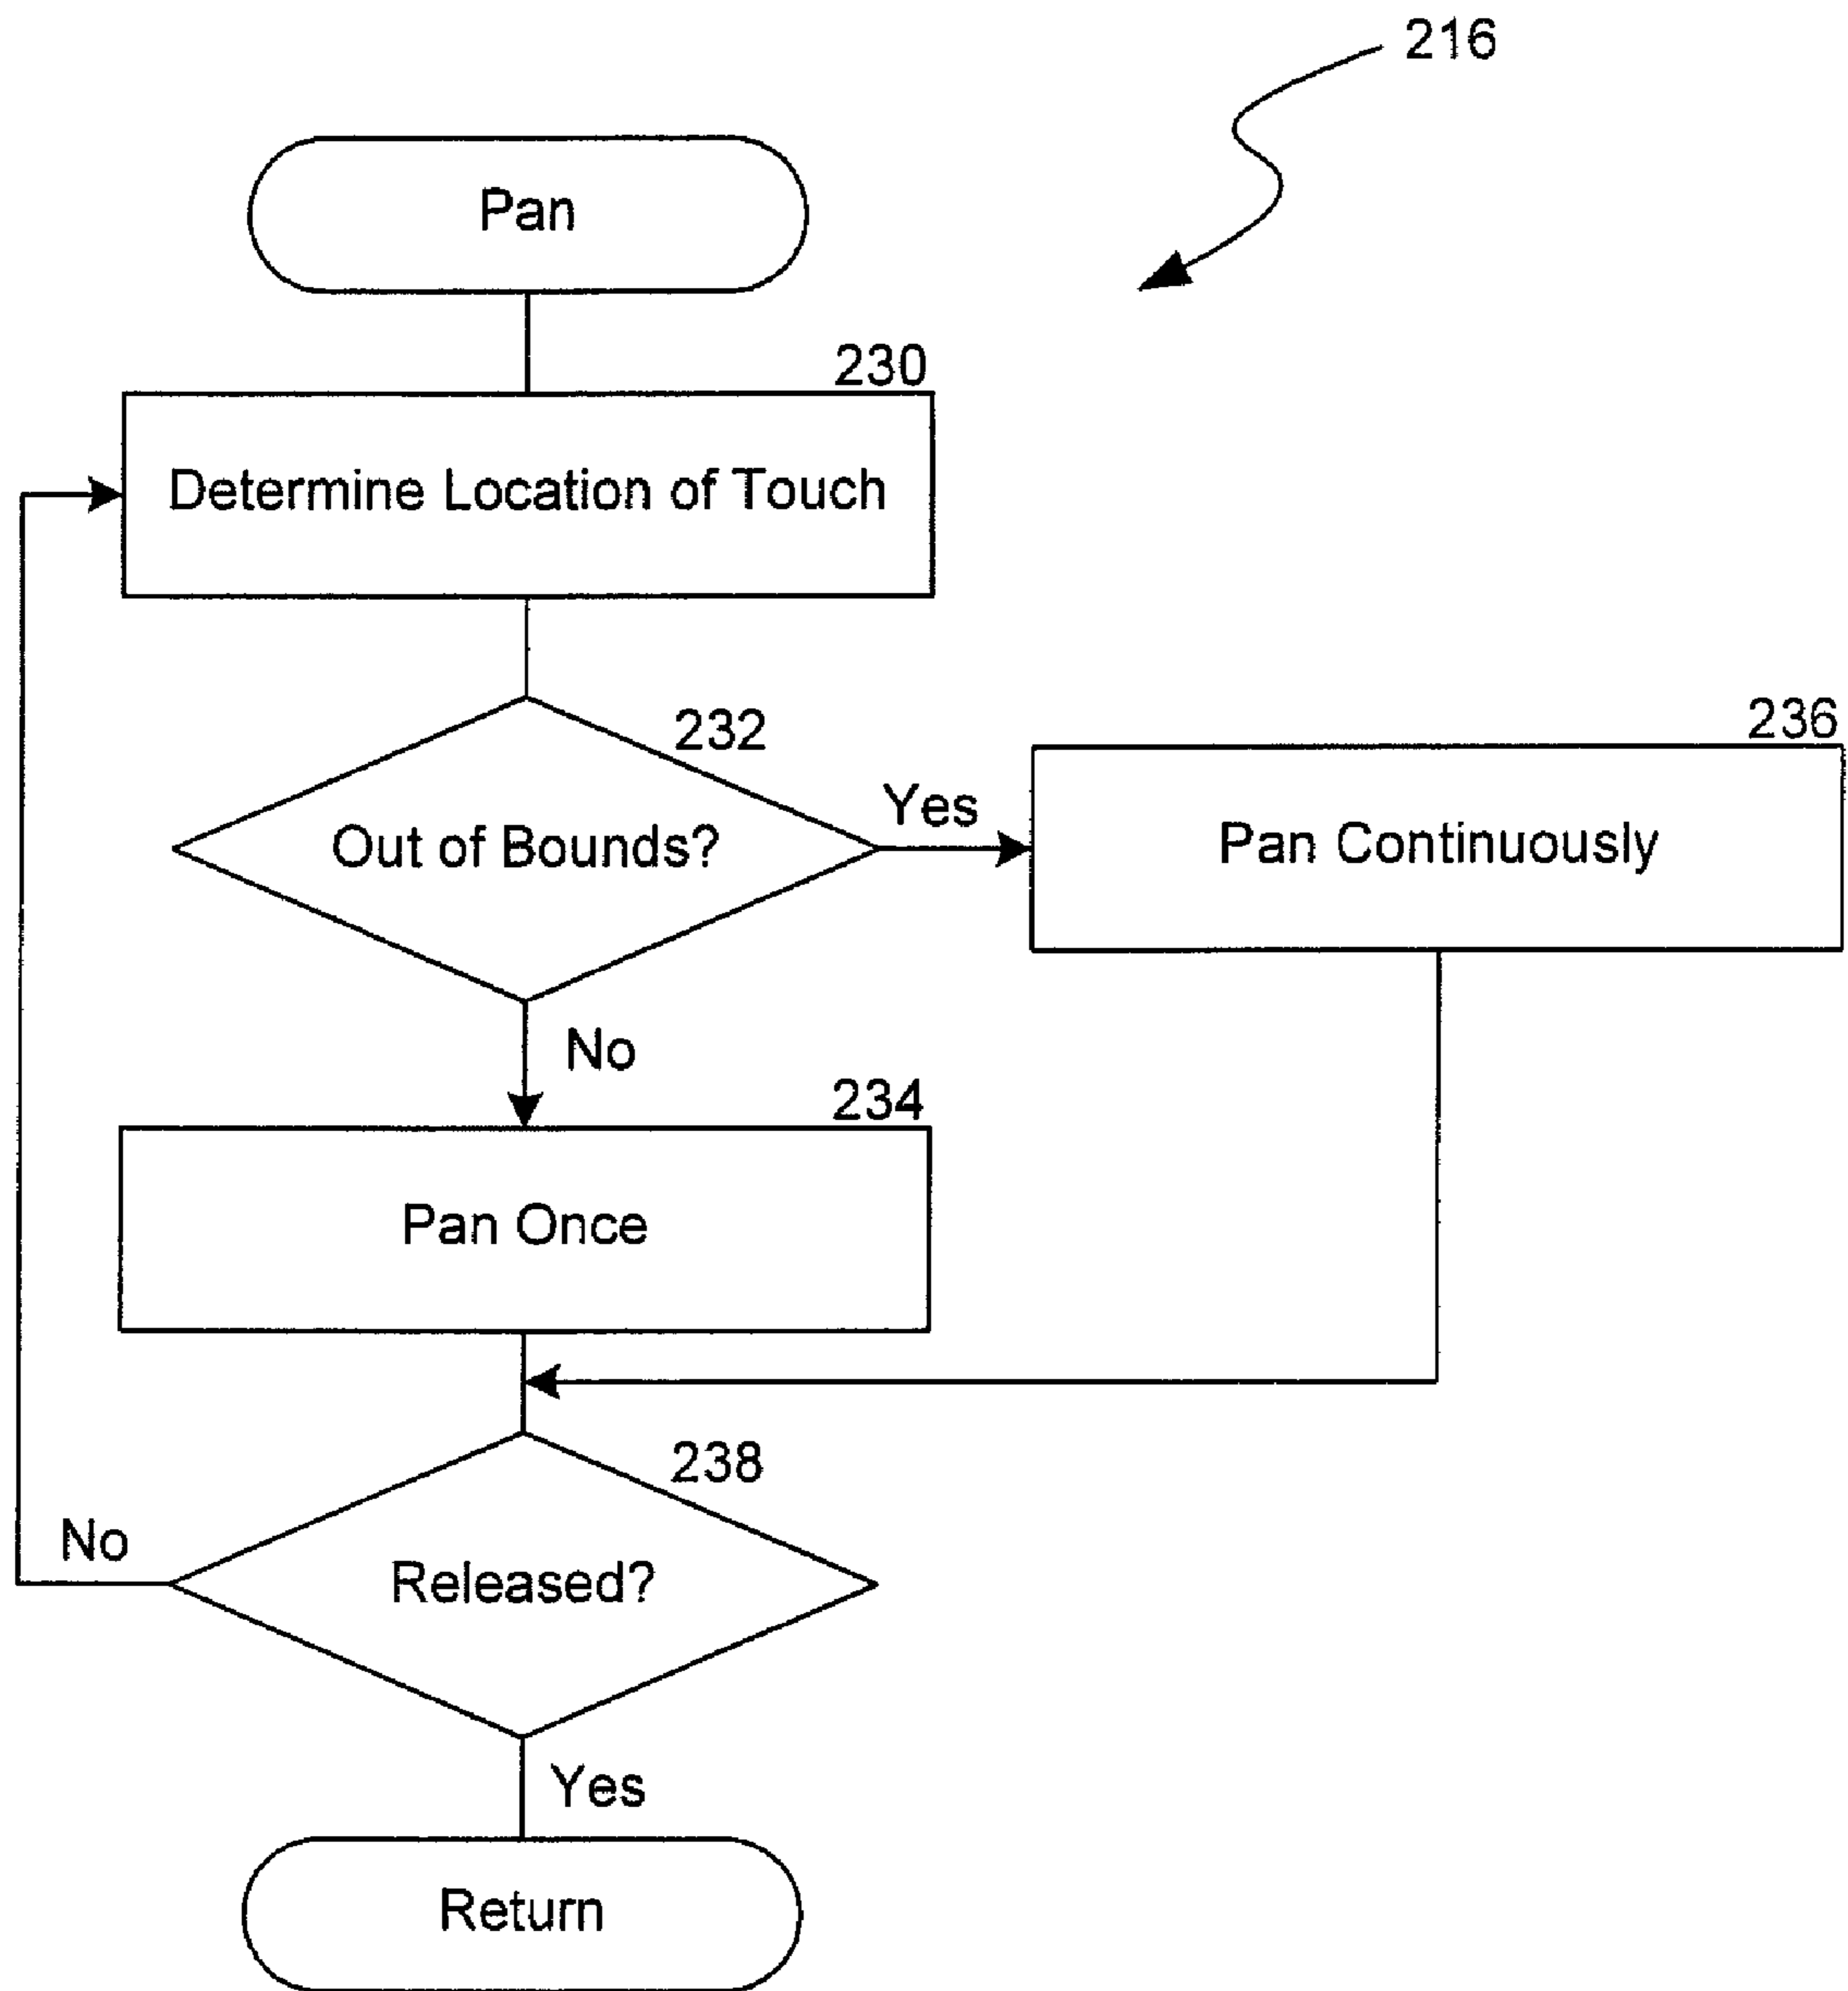 216
Pan
230
Determine Location of Touch
232
Out of Bounds?
Yes
236
Pan Continuously
No
234
Pan Once
238
No
Released?
Yes
Return